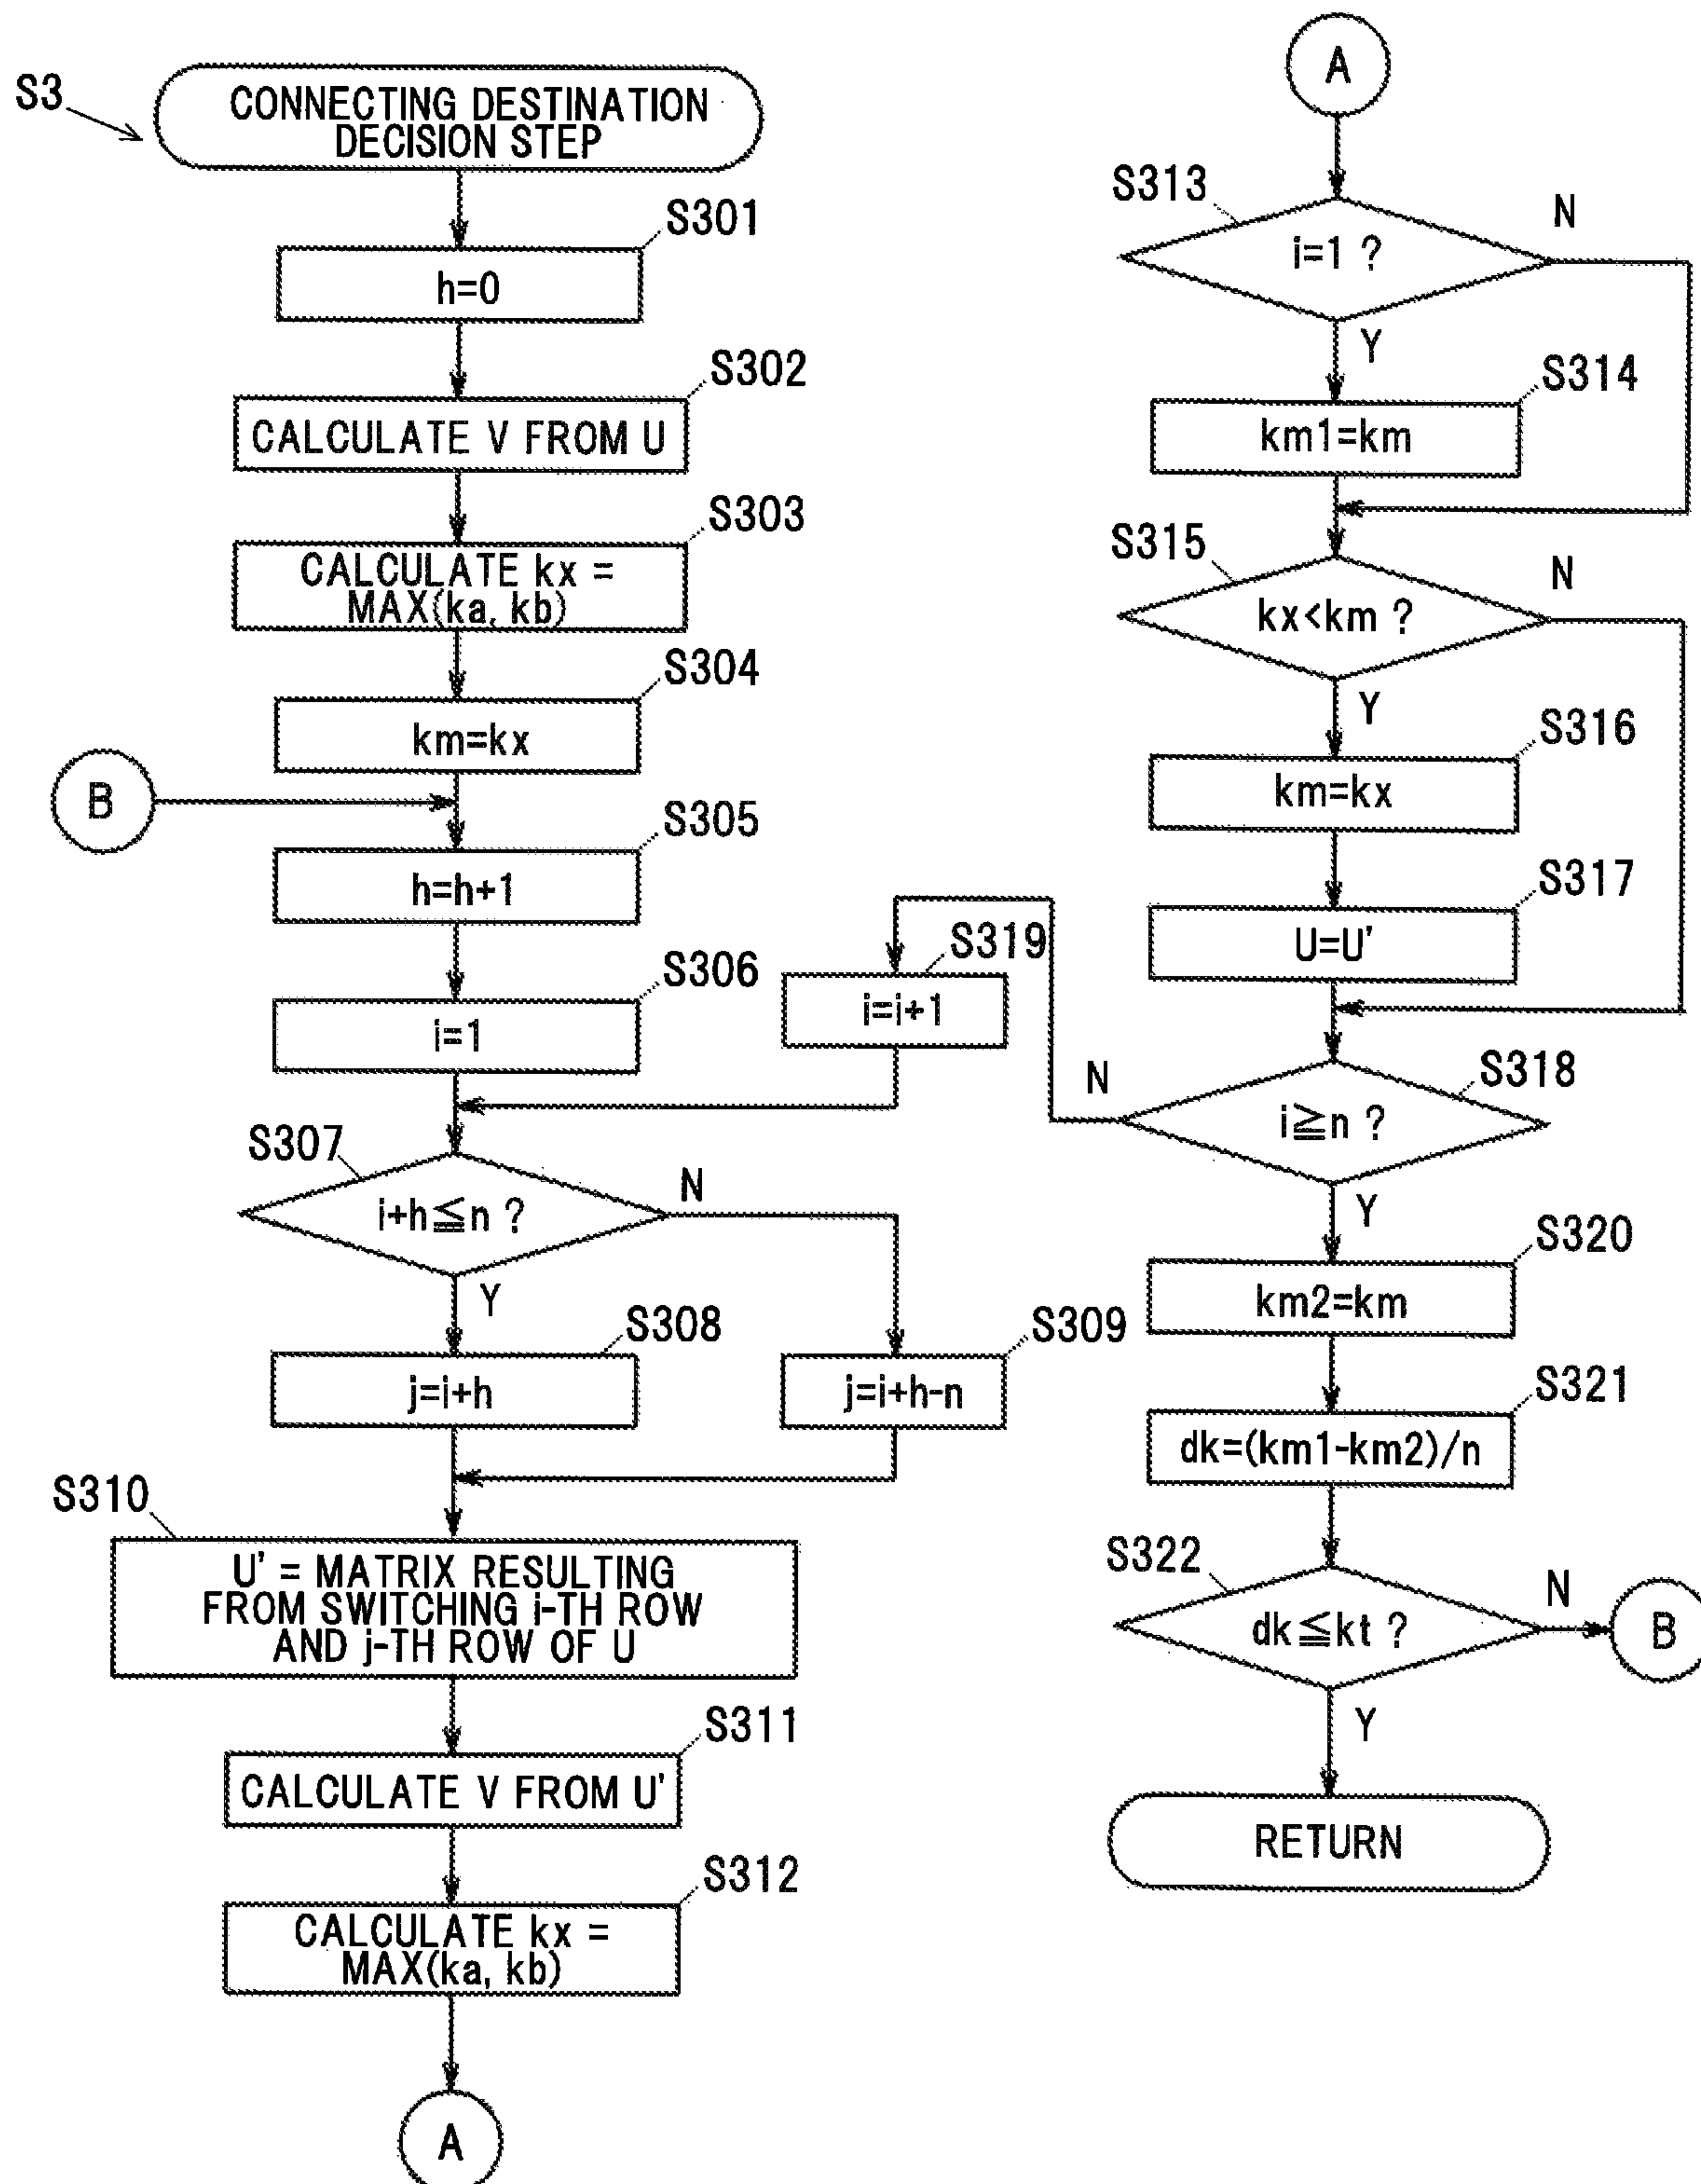 S3
CONNECTING DESTINATION
DECISION STEP
S301
h=0
S302
CALCULATE V FROM U
S303
CALCULATE kx =
MAX(ka, kb)
S304
km=kx
B
S305
h=h+1
S306
i=1
S319
i=i+1
S307
i+h≦n ?
N
Y
S308
j=i+h
S309
j=i+h-n
S310
U' = MATRIX RESULTING
FROM SWITCHING i-TH ROW
AND j-TH ROW OF U
S311
CALCULATE V FROM U'
S312
CALCULATE kx =
MAX(ka, kb)
A
A
S313
i=1 ?
N
Y
S314
km1=km
S315
kx<km ?
N
Y
S316
km=kx
S317
U=U'
S318
i≧n ?
N
Y
S320
km2=km
S321
dk=(km1-km2)/n
S322
dk≦kt ?
N
B
Y
RETURN